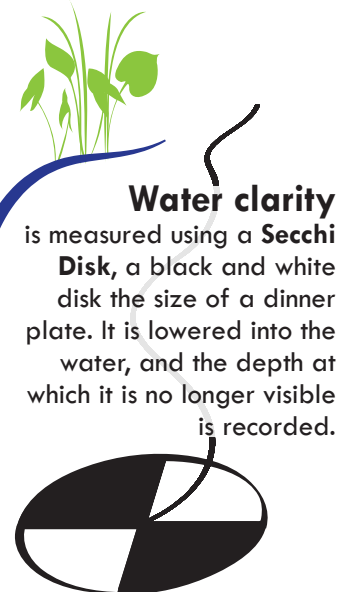 Water clarity
is measured using a Secchi
Disk, a black and white
disk the size of a dinner
plate. It is lowered into the
water, and the depth at
which it is no longer visible
is recorded.